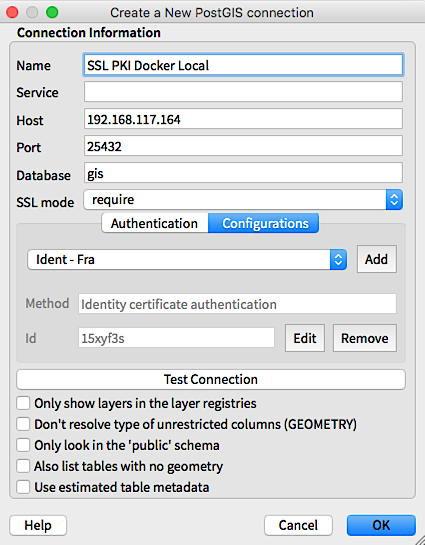 Create a New PostGIS connection
Connection Information
Name SSL PKI Docker Local
Service
Host 192.168.117.164
Port 25432
Database gis
SSL mode require
Authentication Configurations
Ident - Fra Add
Method Identity certificate authentication
Id 15xyf3s Edit Remove
Test Connection
Only show layers in the layer registries
Don't resolve type of unrestricted columns (GEOMETRY)
Only look in the 'public' schema
Also list tables with no geometry
Use estimated table metadata
Help Cancel OK